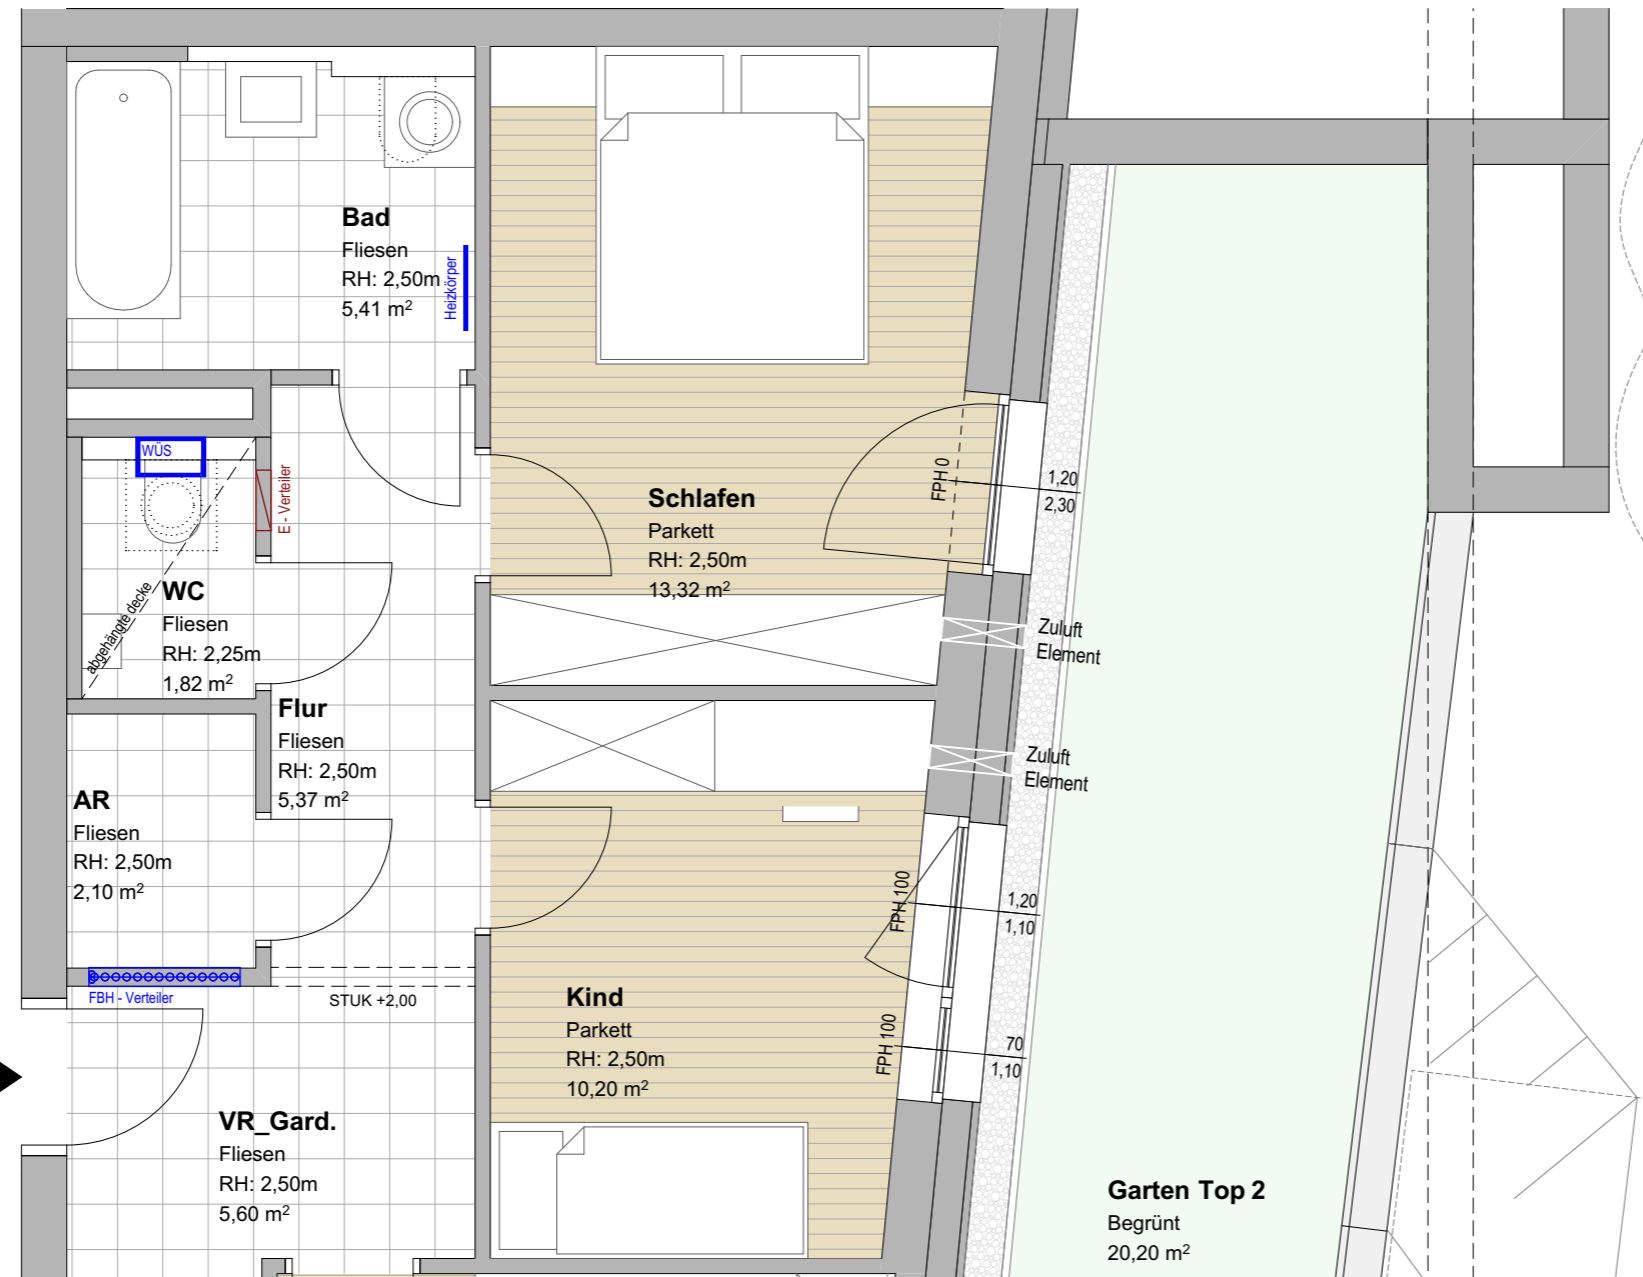 Bad
Fliesen
RH: 2,50m
5,41 m²
Heizkörper
WÜS
E - Verteiler
abgehängte decke
WC
Fliesen
RH: 2,25m
1,82 m²
Schlafen
Parkett
RH: 2,50m
13,32 m²
FPH 0
1,20
2,30
Zuluft
Element
Flur
Fliesen
RH: 2,50m
5,37 m²
Zuluft
Element
AR
Fliesen
RH: 2,50m
2,10 m²
FPH 100
1,20
1,10
FBH - Verteiler
STUK +2,00
Kind
Parkett
RH: 2,50m
10,20 m²
FPH 100
70
1,10
VR_Gard.
Fliesen
RH: 2,50m
5,60 m²
Garten Top 2
Begrünt
20,20 m²